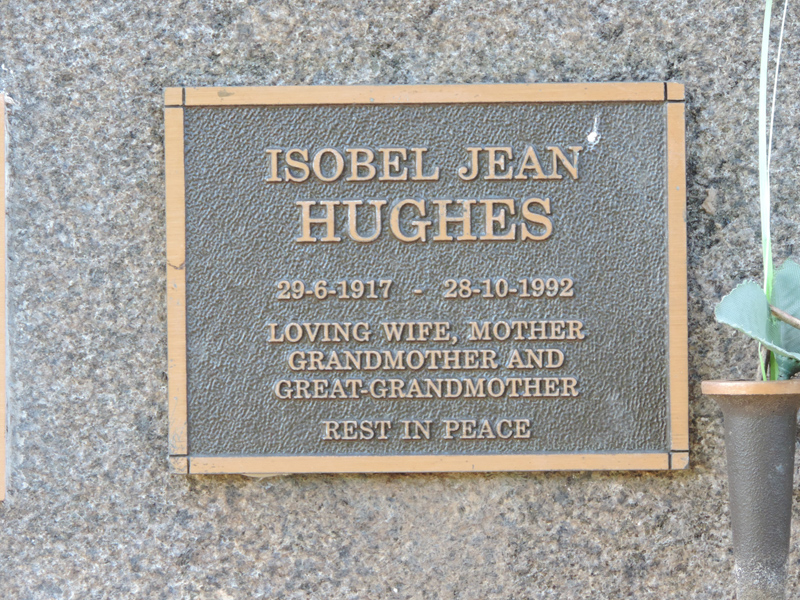 ISOBEL JEAN
HUGHES
29-6-1917 - 28-10-1992
LOVING WIFE, MOTHER
GRANDMOTHER AND
GREAT-GRANDMOTHER
REST IN PEACE